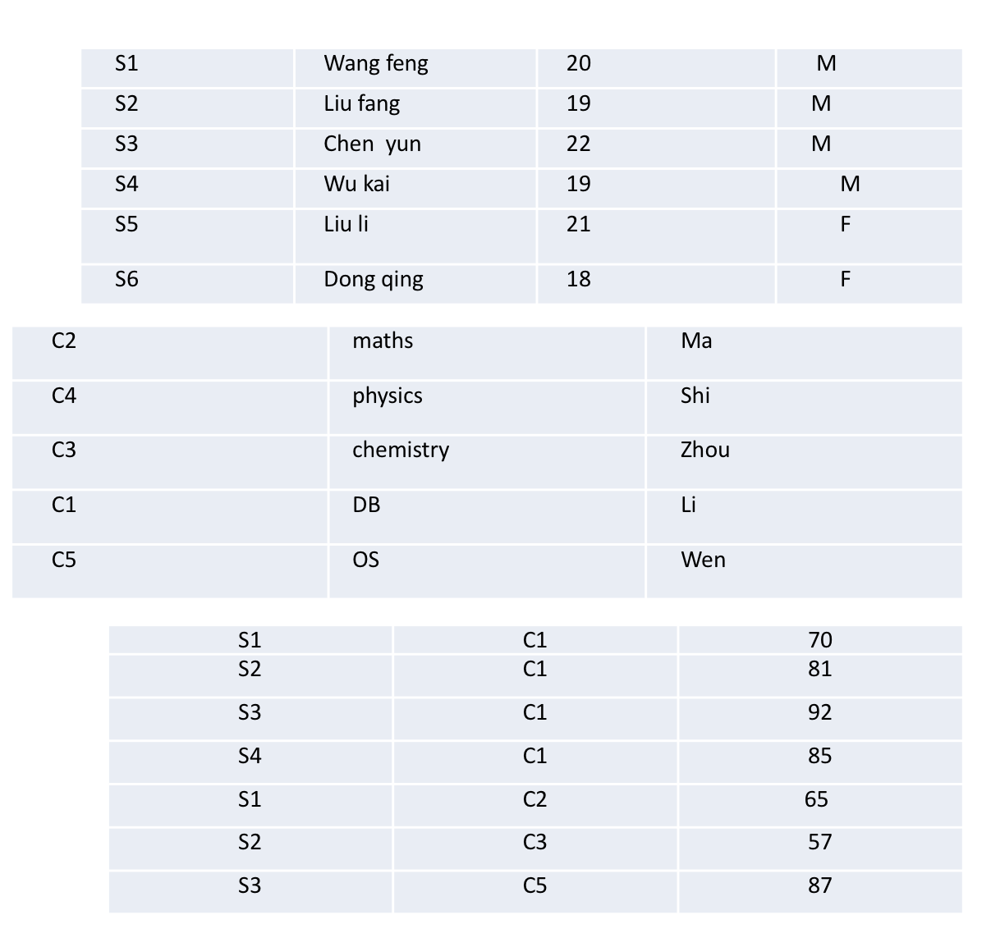 S1 Wang feng 20 M
S2 Liu fang 19 M
S3 Chen yun 22 M
S4 Wu kai 19 M
S5 Liu li 21 F
S6 Dong qing 18 F
C2 maths Ma
C4 physics Shi
C3 chemistry Zhou
C1 DB Li
C5 OS Wen
S1 C1 70
S2 C1 81
S3 C1 92
S4 C1 85
S1 C2 65
S2 C3 57
S3 C5 87